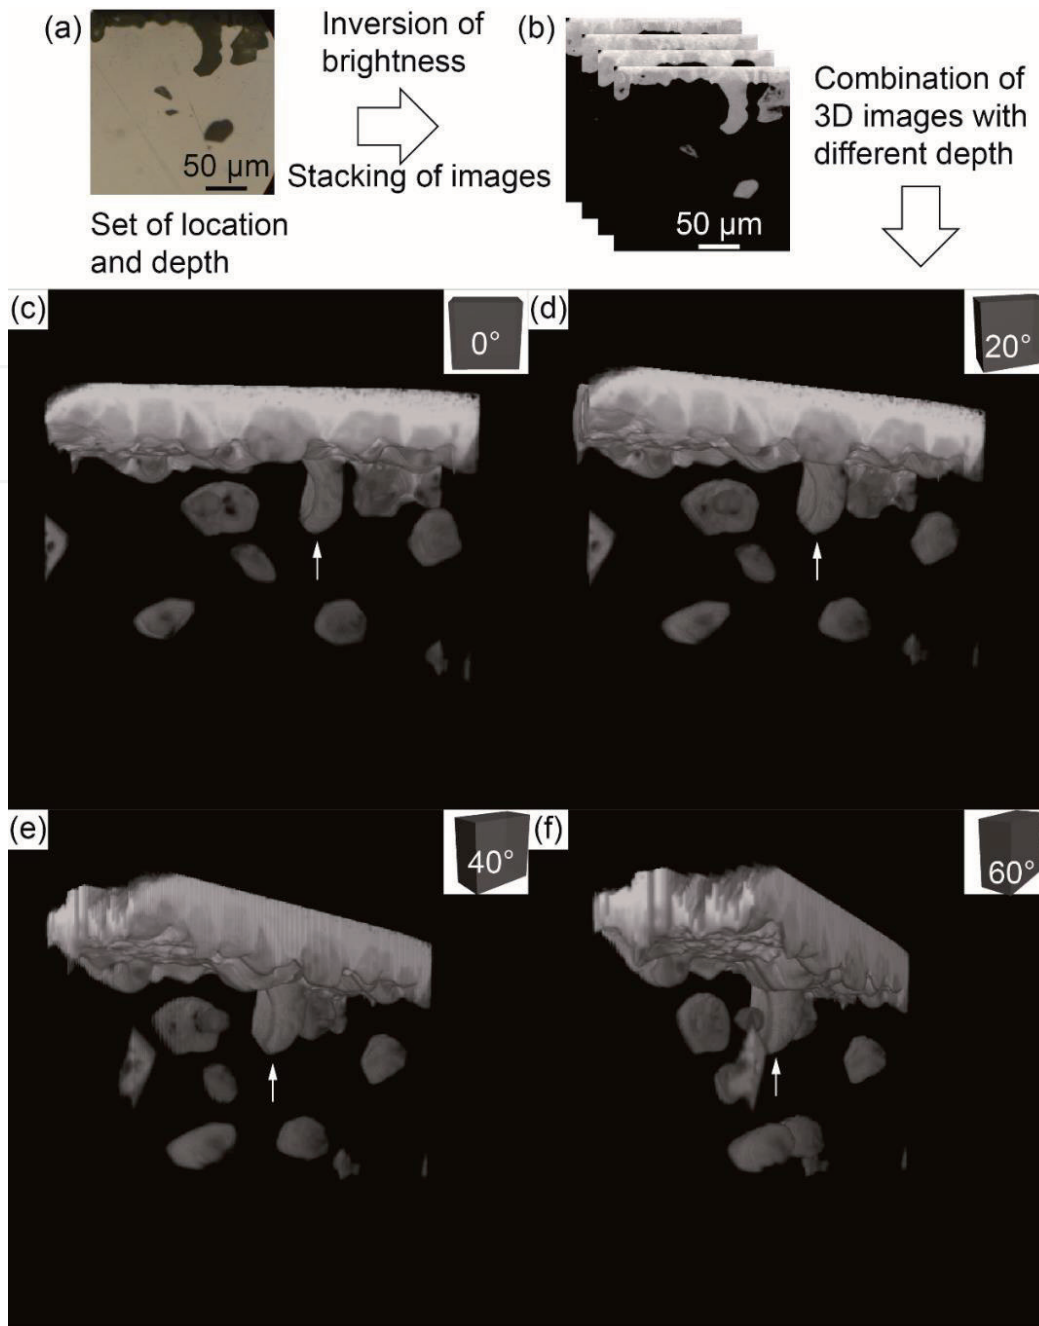 (a)
50 µm
Set of location
and depth
Inversion of
brightness
Stacking of images
(b)
50 µm
Combination of
3D images with
different depth
(c)
0°
(d)
20°
(e)
40°
(f)
60°